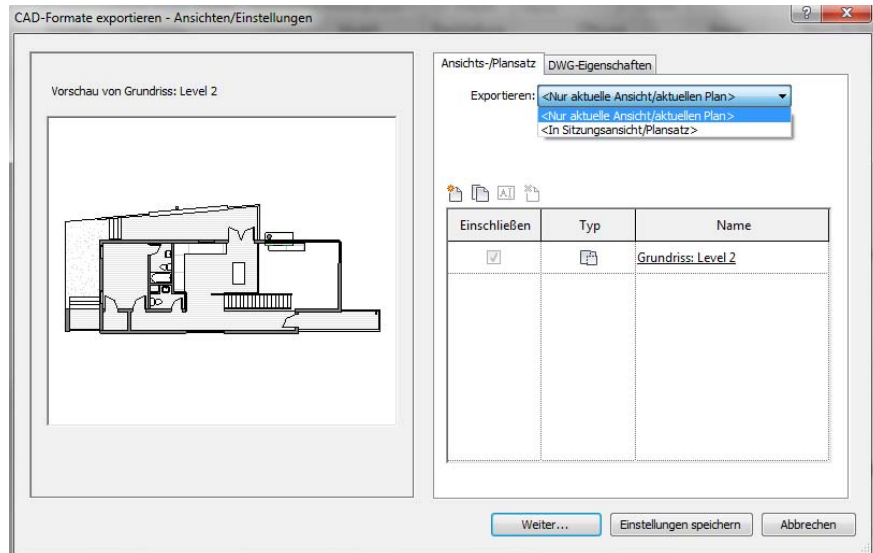 CAD-Formate exportieren - Ansichten/Einstellungen
Vorschau von Grundriss: Level 2
Ansichts-/Plansatz
DWG-Eigenschaften
Exportieren: <Nur aktuelle Ansicht/aktuellen Plan>
<Nur aktuelle Ansicht/aktuellen Plan>
<In Sitzungsansicht/Plansatz>
AI
Einschließen Typ Name
Grundriss: Level 2
Weiter... Einstellungen speichern Abbrechen